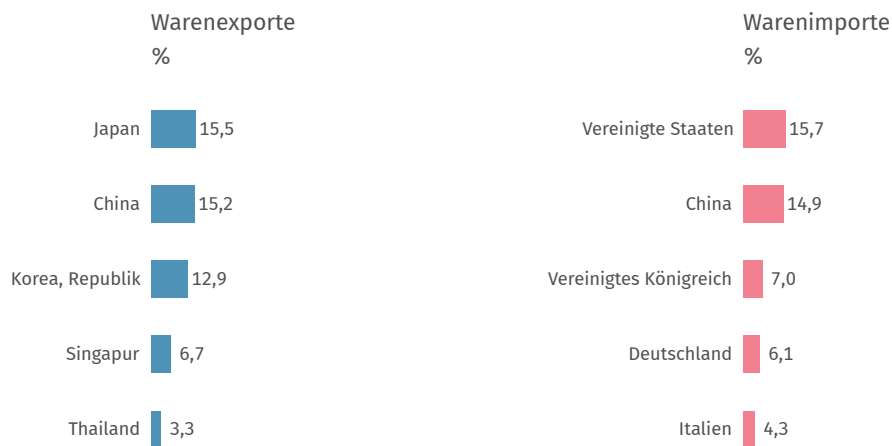 Warenexporte
%
Japan 15,5
China 15,2
Korea, Republik 12,9
Singapur 6,7
Thailand 3,3
Warenimporte
%
Vereinigte Staaten 15,7
China 14,9
Vereinigtes Königreich 7,0
Deutschland 6,1
Italien 4,3